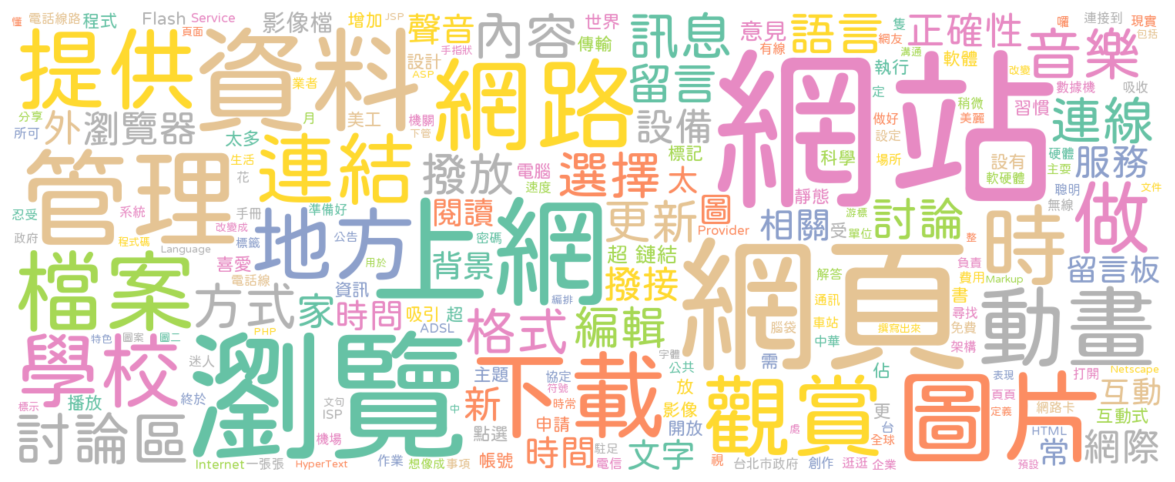 懂
電話線路
程式
Flash
Service
影像檔
增加
JSP
聲音
內容
世界
傳輸
訊息
意見
有線
語言
隻
網友
正確性
囉
連接到
現實
包括
頁面
提供
資料
手指狀
設計
ASP
業者
網路
留言
溝通
執行
軟體
改變
音樂
數據機
吸收
定
稍微
習慣
分享
所可
外
瀏覽器
太多
月
美工
機關
下管
設備
標記
網站
做好
美麗
設定
連線
科學
場所
設有
硬體
主要
軟硬體
服務
管理
連結
生活
花
撥放
電腦
速度
選擇
太
圖
靜態
聰明
無線
文件
忍受
系統
手冊
準備好
閱讀
更新
Provider
相關
受
游標
單位
討論
整
時
做
政府
程式碼
改變成
標籤
公告
地方
上網
密碼
背景
超
鏈結
Language
喜愛
用於
解答
負責
費用
Markup
留言板
檔案
電話線
資訊
編排
撥接
網頁
通訊
書
尋找
免費
動畫
方式
家
時間
吸引
超
格式
編輯
腦袋
車站
撰寫出來
中華
架構
特色
圖案
圖二
PHP
ADSL
學校
迷人
瀏覽
字體
公共
需
表現
打開
Netscape
標示
播放
終於
文句
ISP
中
主題
協定
符號
下載
放
影像
觀賞
佔
圖片
頁頁
定義
網路卡
互動
互動式
討論區
機場
點選
新
時常
申請
開放
更
台
處
全球
HTML
常
網際
Internet
一張張
HyperText
作業
想像成
事項
帳號
時間
駐足
電信
文字
視
台北市政府
創作
逛逛
企業
預設